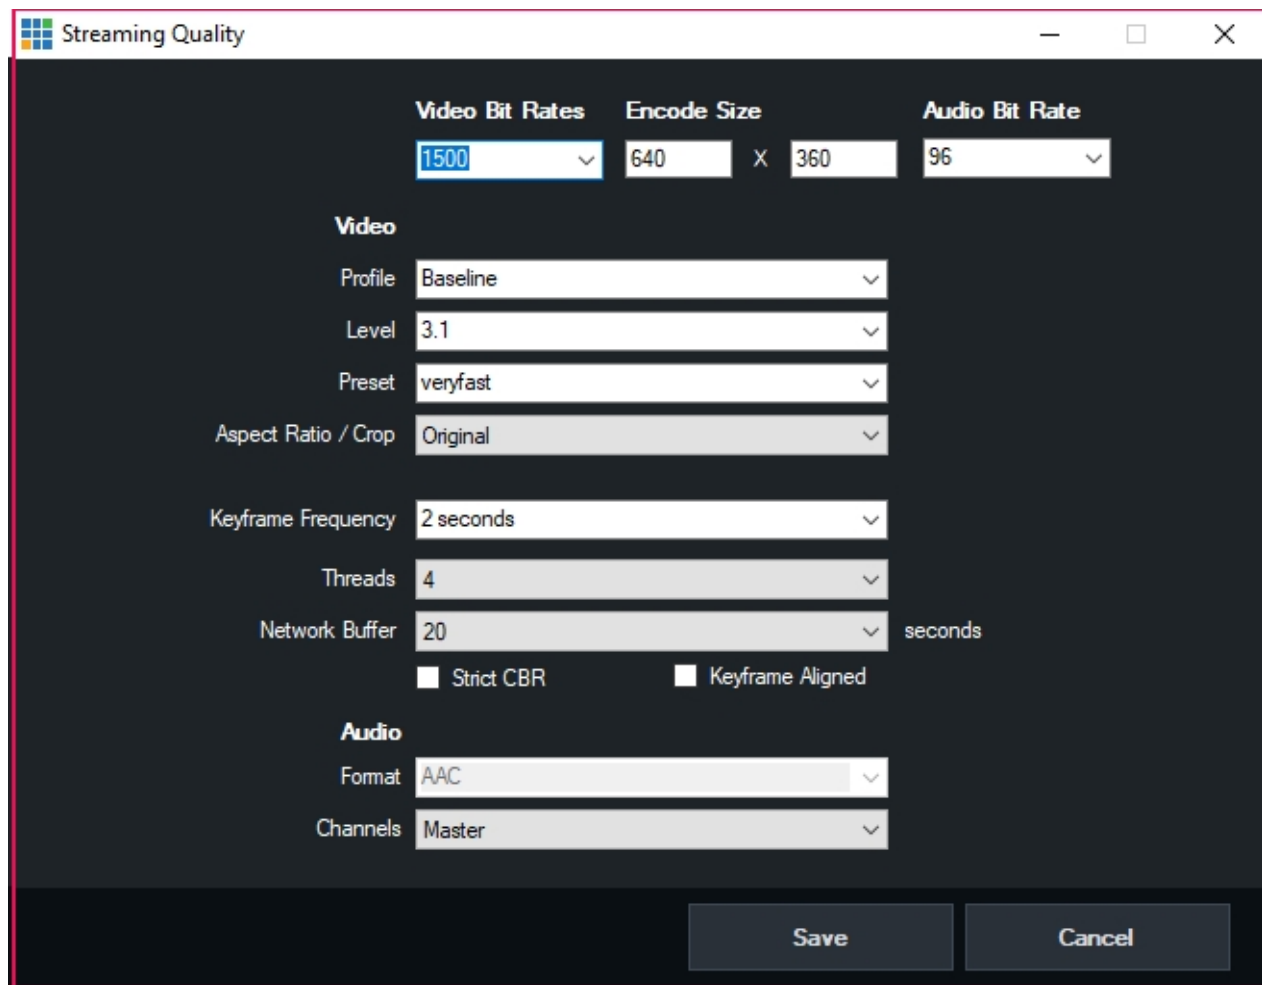 Streaming Quality
Video Bit Rates Encode Size Audio Bit Rate
1500 640 X 360 96
Video
Profile Baseline
Level 3.1
Preset veryfast
Aspect Ratio / Crop Original
Keyframe Frequency 2 seconds
Threads 4
Network Buffer 20 seconds
Strict CBR Keyframe Aligned
Audio
Format AAC
Channels Master
Save Cancel